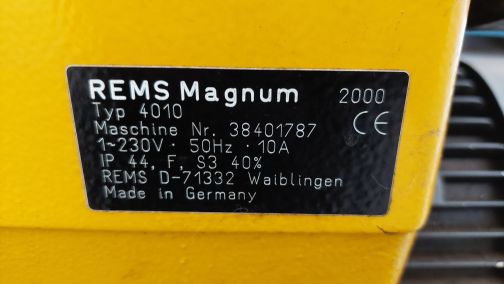 REMS Magnum 2000
Typ 4010
Maschine Nr. 38401787
1~230V · 50Hz · 10A
IP 44, F, S3 40%
REMS D-71332 Waiblingen
Made in Germany
CE